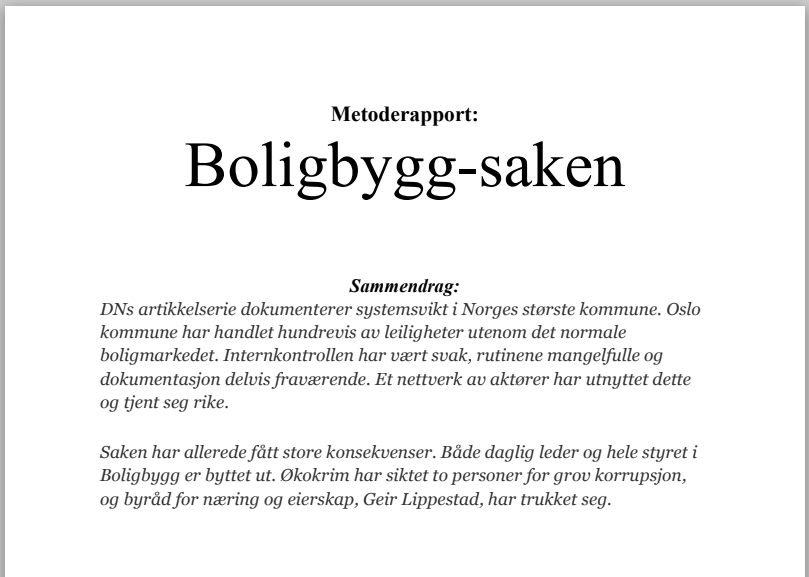 Metoderapport:
Boligbygg-saken
Sammendrag:
DNs artikkelserie dokumenterer systemsvikt i Norges største kommune. Oslo
kommune har handlet hundrevis av leiligheter utenom det normale
boligmarkedet. Internkontrollen har vært svak, rutinene mangelfulle og
dokumentasjon delvis fraværende. Et nettverk av aktører har utnyttet dette
og tjent seg rike.
Saken har allerede fått store konsekvenser. Både daglig leder og hele styret i
Boligbygg er byttet ut. Økokrim har siktet to personer for grov korrupsjon,
og byråd for næring og eierskap, Geir Lippestad, har trukket seg.